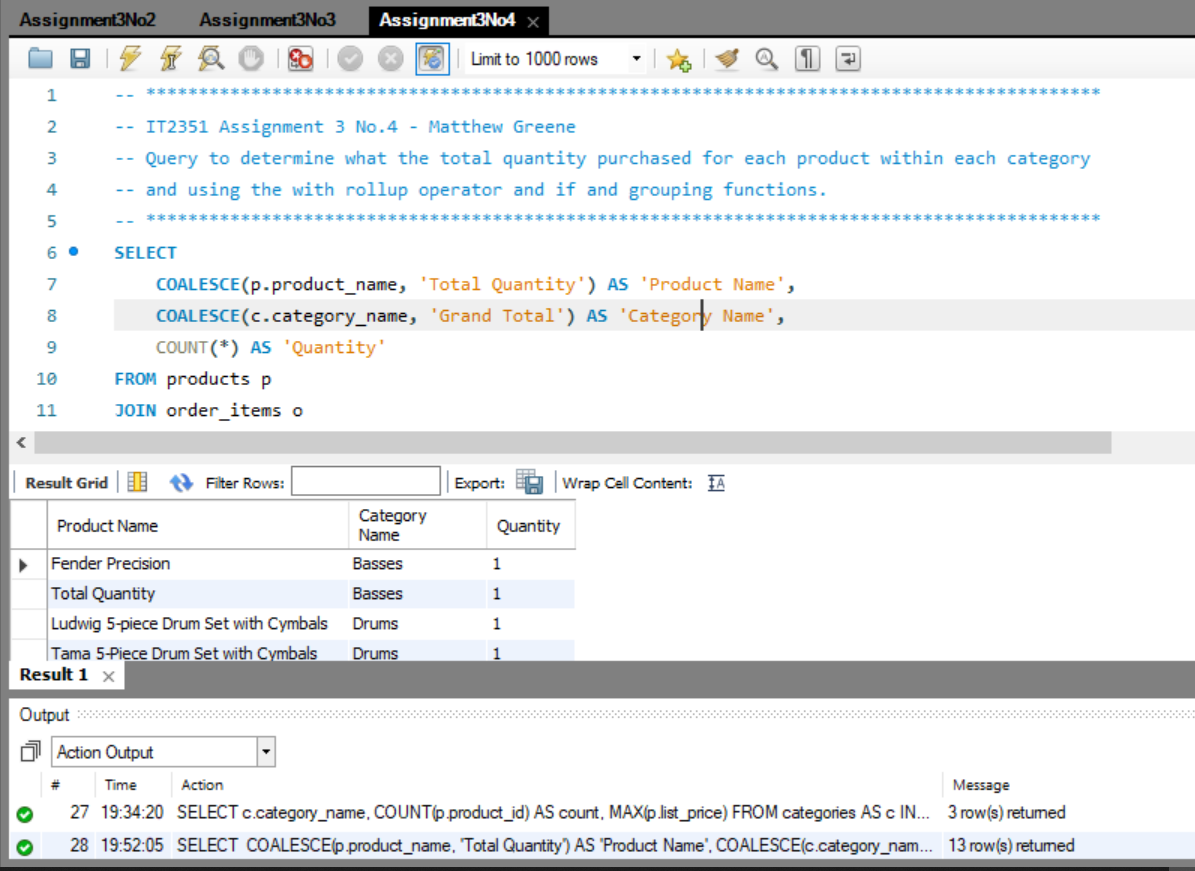 Assignment3No2 Assignment3No3 Assignment3No4
Limit to 1000 rows
1 -- *******************************************************************************************
2 -- IT2351 Assignment 3 No.4 - Matthew Greene
3 -- Query to determine what the total quantity purchased for each product within each category
4 -- and using the with rollup operator and if and grouping functions.
5 -- *******************************************************************************************
6 SELECT
7 COALESCE(p.product_name, 'Total Quantity') AS 'Product Name',
8 COALESCE(c.category_name, 'Grand Total') AS 'Category Name',
9 COUNT(*) AS 'Quantity'
10 FROM products p
11 JOIN order_items o
Result Grid Filter Rows: Export: Wrap Cell Content: IA
Product Name Category Name Quantity
Fender Precision Basses 1
Total Quantity Basses 1
Ludwig 5-piece Drum Set with Cymbals Drums 1
Tama 5-Piece Drum Set with Cymbals Drums 1
Result 1
Output
Action Output
# Time Action Message
27 19:34:20 SELECT c.category_name, COUNT(p.product_id) AS count, MAX(p.list_price) FROM categories AS c IN... 3 row(s) returned
28 19:52:05 SELECT COALESCE(p.product_name, 'Total Quantity') AS 'Product Name', COALESCE(c.category_nam... 13 row(s) returned